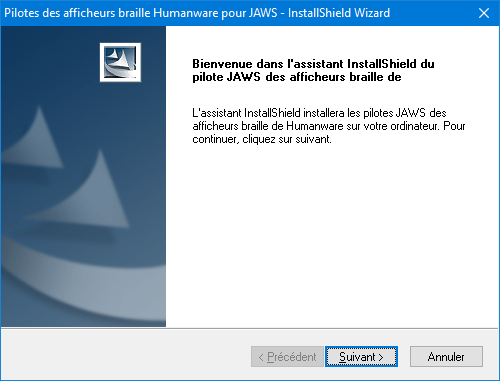 Pilotes des afficheurs braille Humanware pour JAWS - InstallShield Wizard
Bienvenue dans l'assistant InstallShield du
pilote JAWS des afficheurs braille de
L'assistant InstallShield installera les pilotes JAWS des
afficheurs braille de Humanware sur votre ordinateur. Pour
continuer, cliquez sur suivant.
< Précédent Suivant > Annuler